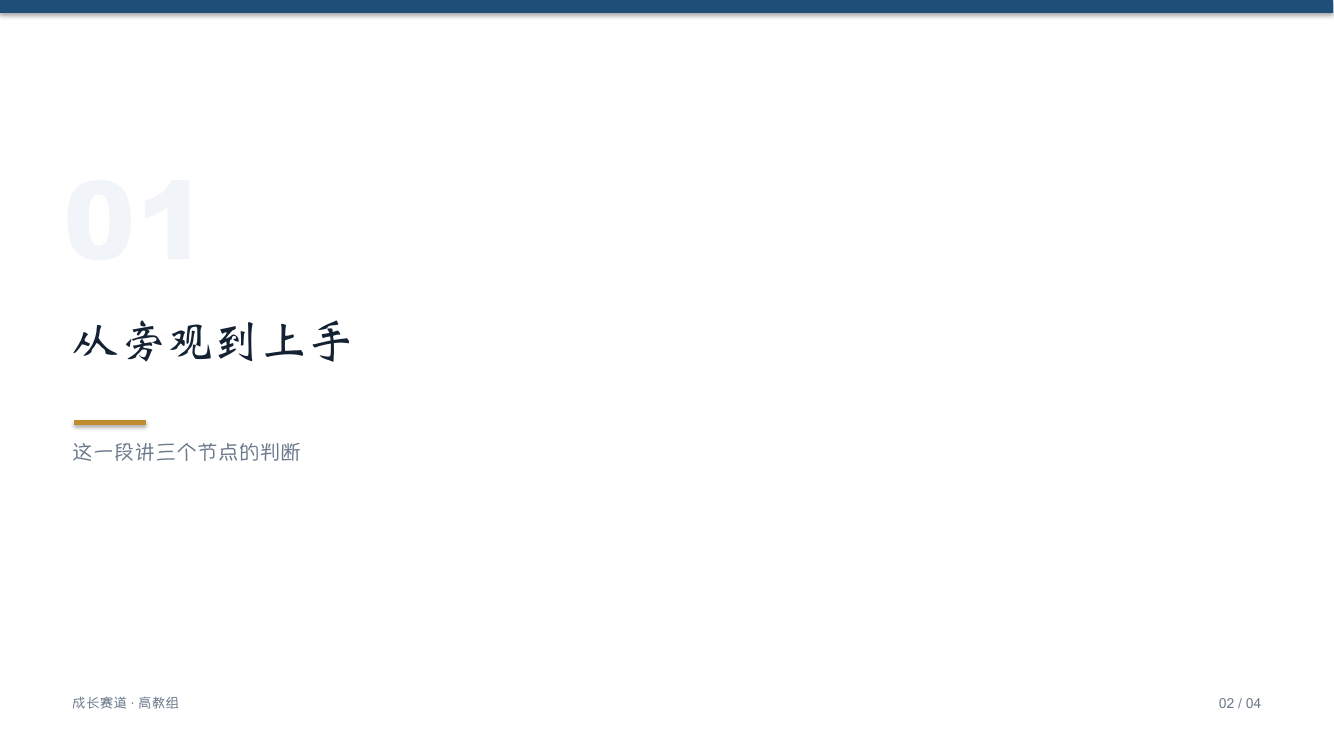 01
从旁观到上手
这一段讲三个节点的判断
成长赛道 · 高教组
02 / 04